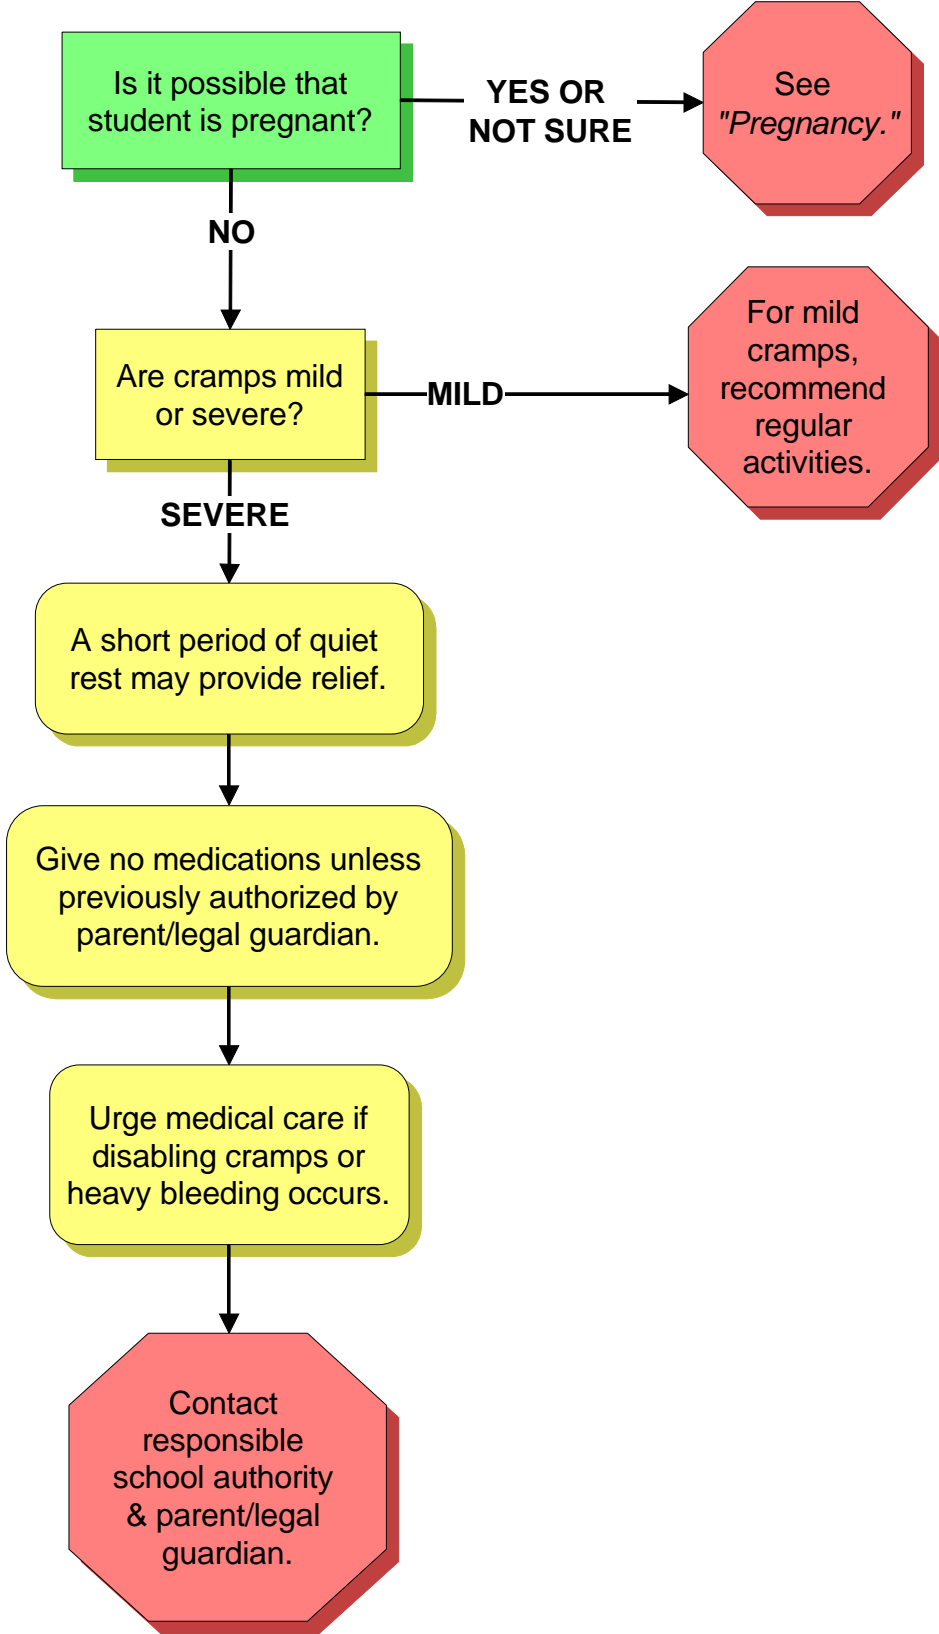 Is it possible that
student is pregnant?
YES OR
NOT SURE
See
"Pregnancy."
NO
Are cramps mild
or severe?
MILD
For mild
cramps,
recommend
regular
activities.
SEVERE
A short period of quiet
rest may provide relief.
Give no medications unless
previously authorized by
parent/legal guardian.
Urge medical care if
disabling cramps or
heavy bleeding occurs.
Contact
responsible
school authority
& parent/legal
guardian.